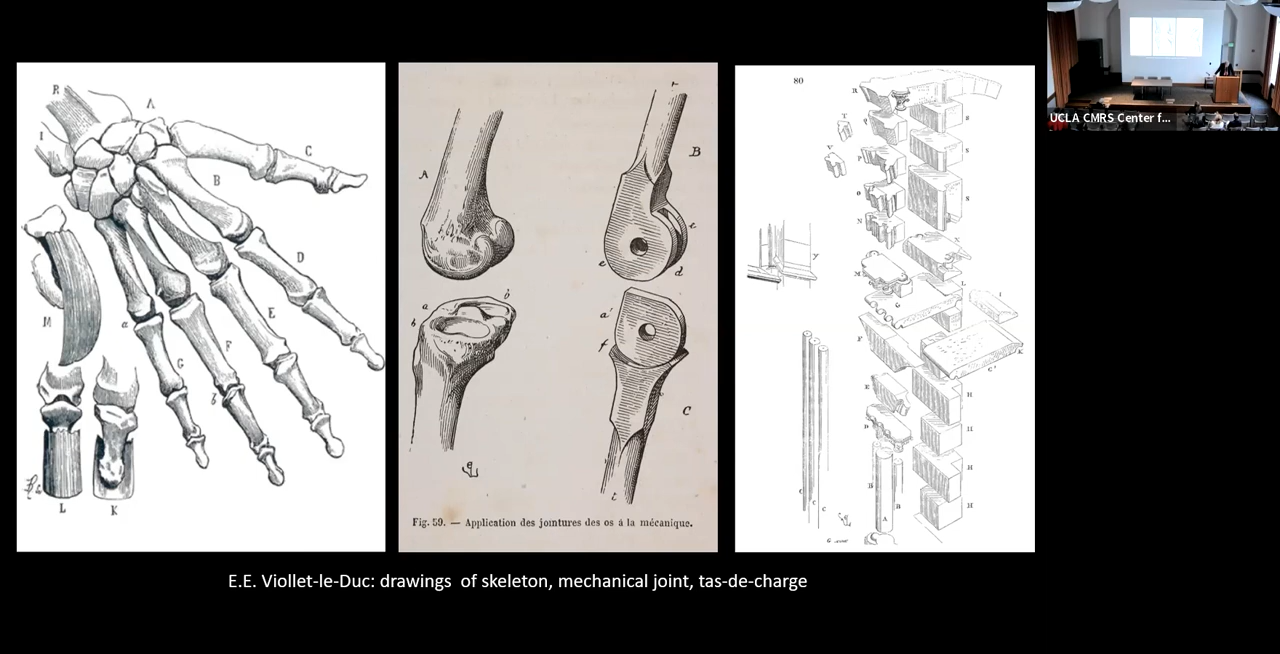 R
A
I
C
B
D
M
E
a
F
G
b
L
K
A
B
e
e
d
a
b
b
a'
f
C
t
Fig. 59. — Application des jointures des os à la mécanique.
80
R
T
V
P
O
N
S
S
S
X
M
L
I
G
F
K
C'
Y
E
D
H
H
H
H
B
B
A
C
C
C
UCLA CMRS Center f...
E.E. Viollet-le-Duc: drawings of skeleton, mechanical joint, tas-de-charge